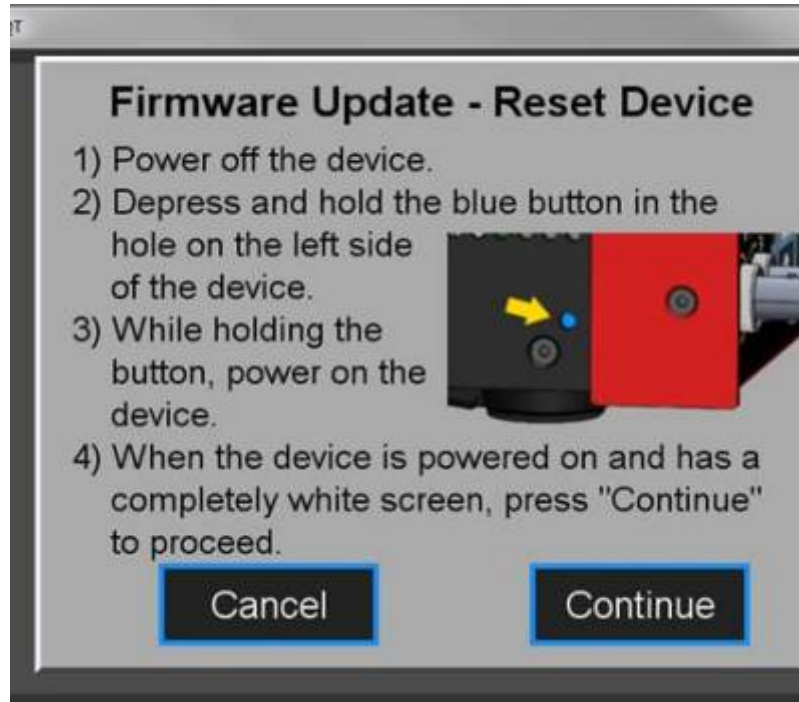 Firmware Update - Reset Device
1) Power off the device.
2) Depress and hold the blue button in the
hole on the left side
of the device.
3) While holding the
button, power on the
device.
4) When the device is powered on and has a
completely white screen, press "Continue"
to proceed.
Cancel
Continue